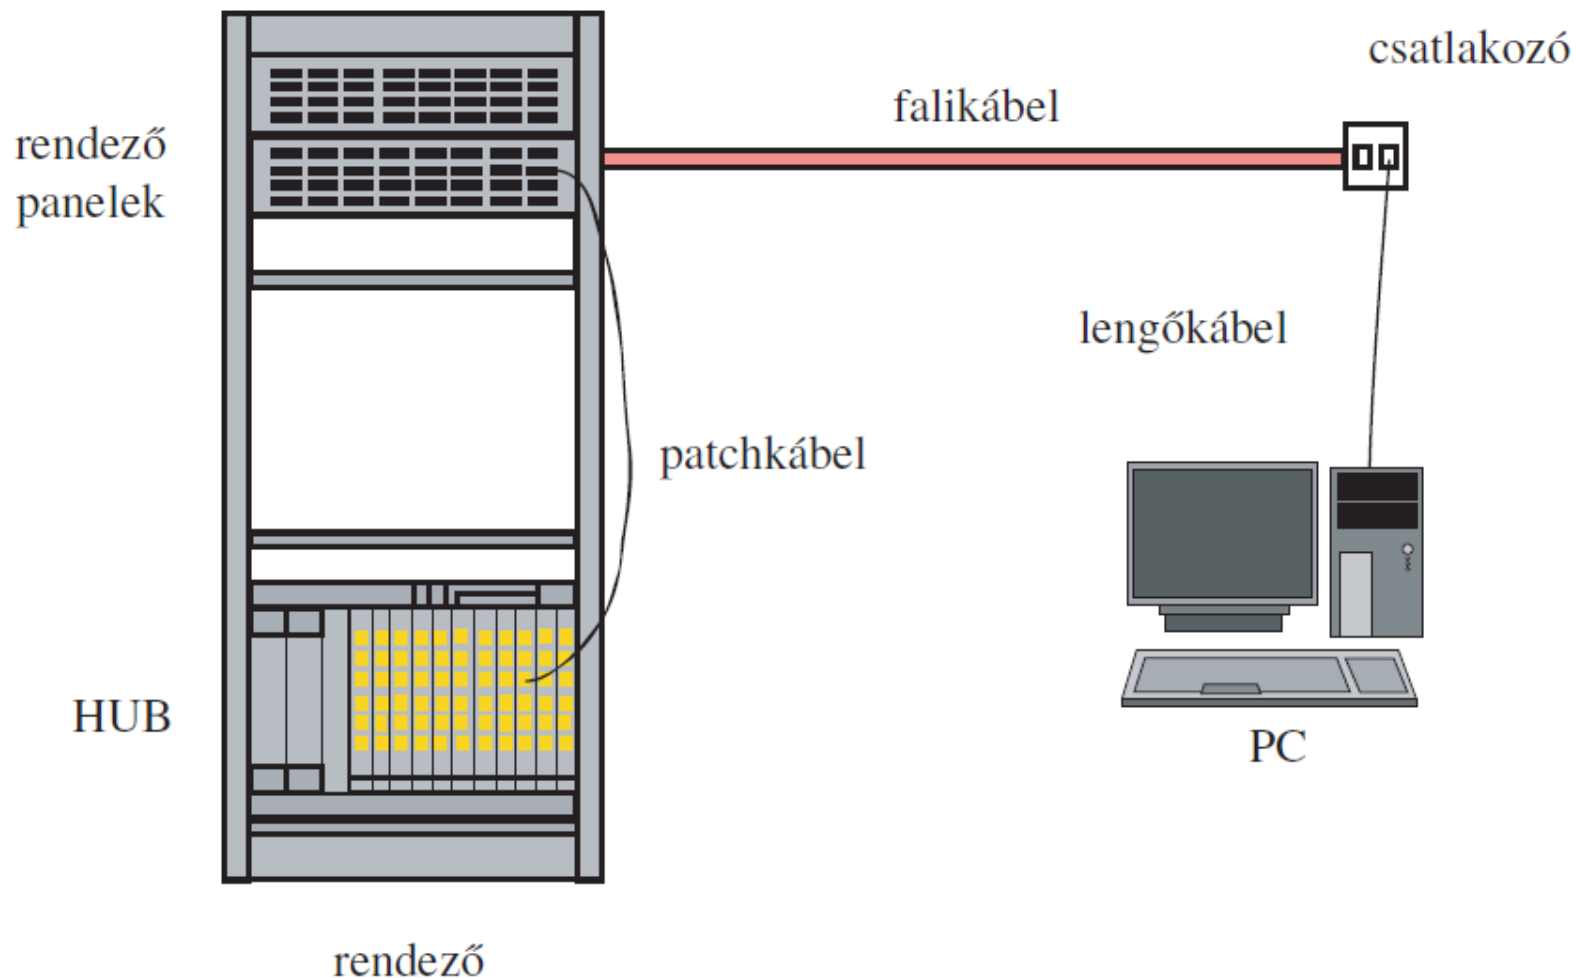 csatlakozó
falikábel
rendező
panelek
lengőkábel
patchkábel
HUB
PC
rendező